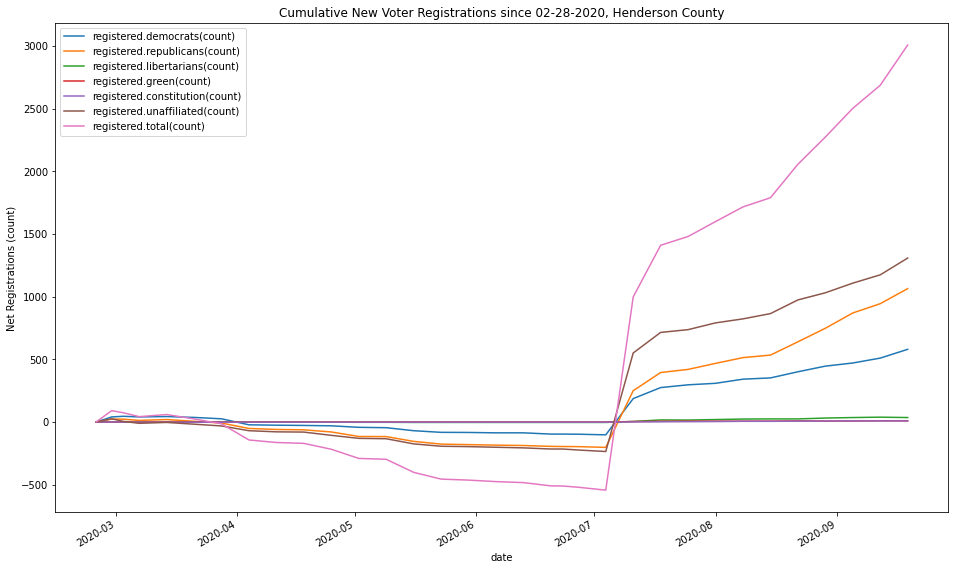 Cumulative New Voter Registrations since 02-28-2020, Henderson County
registered.democrats(count)
registered.republicans(count)
registered.libertarians(count)
registered.green(count)
registered.constitution(count)
registered.unaffiliated(count)
registered.total(count)
Net Registrations (count)
3000
2500
2000
1500
1000
500
0
−500
2020-03
2020-04
2020-05
2020-06
2020-07
2020-08
2020-09
date